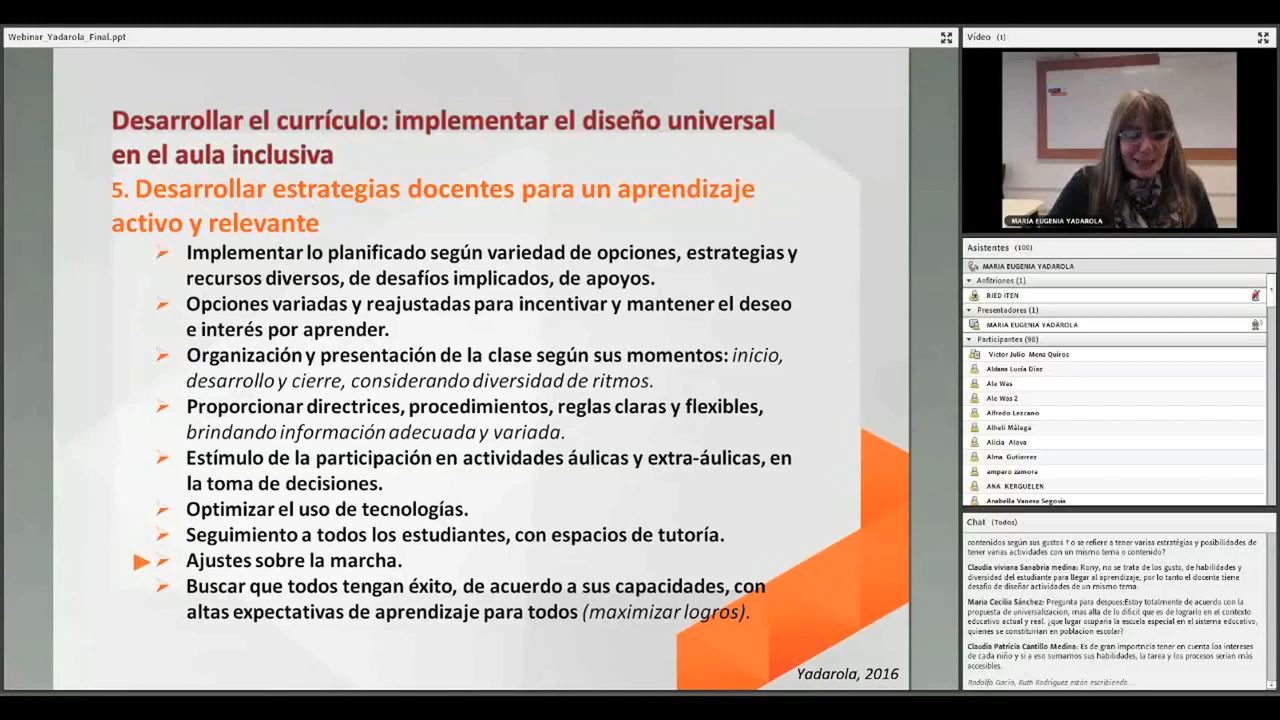 Webinar_Yadarola_Final.ppt
Desarrollar el currículo: implementar el diseño universal
en el aula inclusiva
5. Desarrollar estrategias docentes para un aprendizaje
activo y relevante
Implementar lo planificado según variedad de opciones, estrategias y
recursos diversos, de desafíos implicados, de apoyos.
Opciones variadas y reajustadas para incentivar y mantener el deseo
e interés por aprender.
Organización y presentación de la clase según sus momentos: inicio,
desarrollo y cierre, considerando diversidad de ritmos.
Proporcionar directrices, procedimientos, reglas claras y flexibles,
brindando información adecuada y variada.
Estímulo de la participación en actividades áulicas y extra-áulicas, en
la toma de decisiones.
Optimizar el uso de tecnologías.
Seguimiento a todos los estudiantes, con espacios de tutoría.
Ajustes sobre la marcha.
Buscar que todos tengan éxito, de acuerdo a sus capacidades, con
altas expectativas de aprendizaje para todos (maximizar logros).
Yadarola, 2016
Vídeo (1)
MARIA EUGENIA YADAROLA
Asistentes (100)
MARIA EUGENIA YADAROLA
Anfitriones (1)
RIED ITEN
Presentadores (1)
MARIA EUGENIA YADAROLA
Participantes (98)
Victor Julio Mena Quiros
Aldana Lucía Díaz
Ale Was
Ale Was 2
Alfredo Lezcano
Alhelí Málaga
Alicia Alava
Alma Gutierrez
amparo zamora
ANA KERGUELEN
Anabella Vanesa Segovia
Chat (Todos)
contenidos según sus gustos ? o se refiere a tener varias estratégias y posibilidades de
tener varias actividades con un mismo tema o contenido?
Claudia viviana Sanabria medina: Rony, no se trata de los gusto, de habilidades y
diversidad del estudiante para llegar al aprendizaje, por lo tanto el docente tiene
desafio de diseñar actividades de un mismo tema
Maria Cecilia Sánchez: Pregunta para despues:Estoy totalmente de acuerdo con la
propuesta de universalizacion, mas alla de lo dificil que es de lograrlo en el contexto
educativo actual y real. ¿que lugar ocuparia la escuela especial en el sistema educativo,
quienes se constituirian en poblacion escolar?
Claudia Patricia Cantillo Medina: Es de gran importncia tener en cuenta los intereses
de cada niño y si a eso sumamos sus habilidades, la tarea y los procesos serian más
accesibles.
Rodolfo Gacio, Ruth Rodriguez están escribiendo...